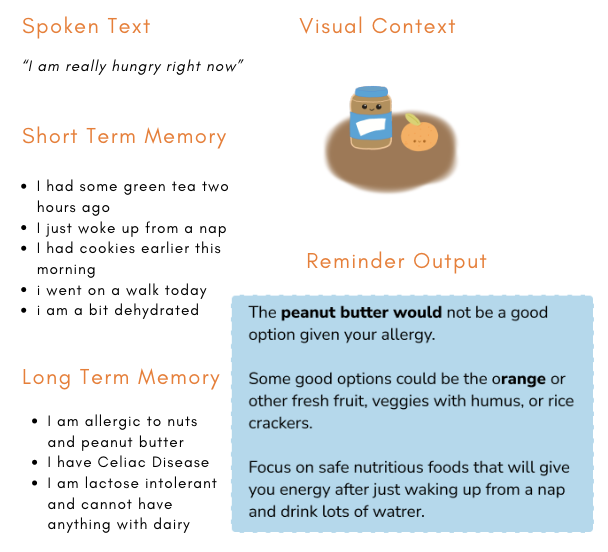 Spoken Text
“I am really hungry right now”
Short Term Memory
• I had some green tea two
hours ago
• I just woke up from a nap
• I had cookies earlier this
morning
• i went on a walk today
• i am a bit dehydrated
Long Term Memory
• I am allergic to nuts
and peanut butter
• I have Celiac Disease
• I am lactose intolerant
and cannot have
anything with dairy
Visual Context
Reminder Output
The peanut butter would not be a good
option given your allergy.
Some good options could be the orange or
other fresh fruit, veggies with humus, or rice
crackers.
Focus on safe nutritious foods that will give
you energy after just waking up from a nap
and drink lots of watrer.